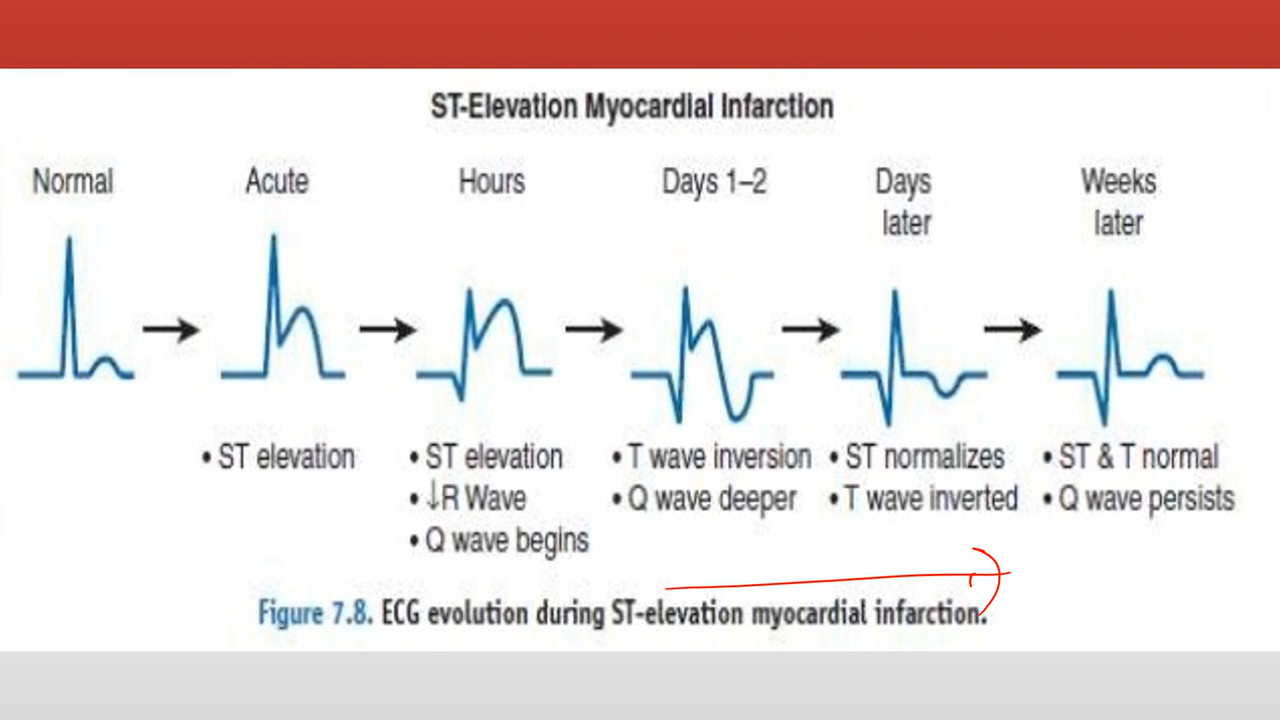 ST-Elevation Myocardial Infarction
Normal
Acute
Hours
Days 1–2
Days
later
Weeks
later
• ST elevation
• ST elevation
• ↓R Wave
• Q wave begins
• T wave inversion
• Q wave deeper
• ST normalizes
• T wave inverted
• ST & T normal
• Q wave persists
Figure 7.8. ECG evolution during ST-elevation myocardial infarction.